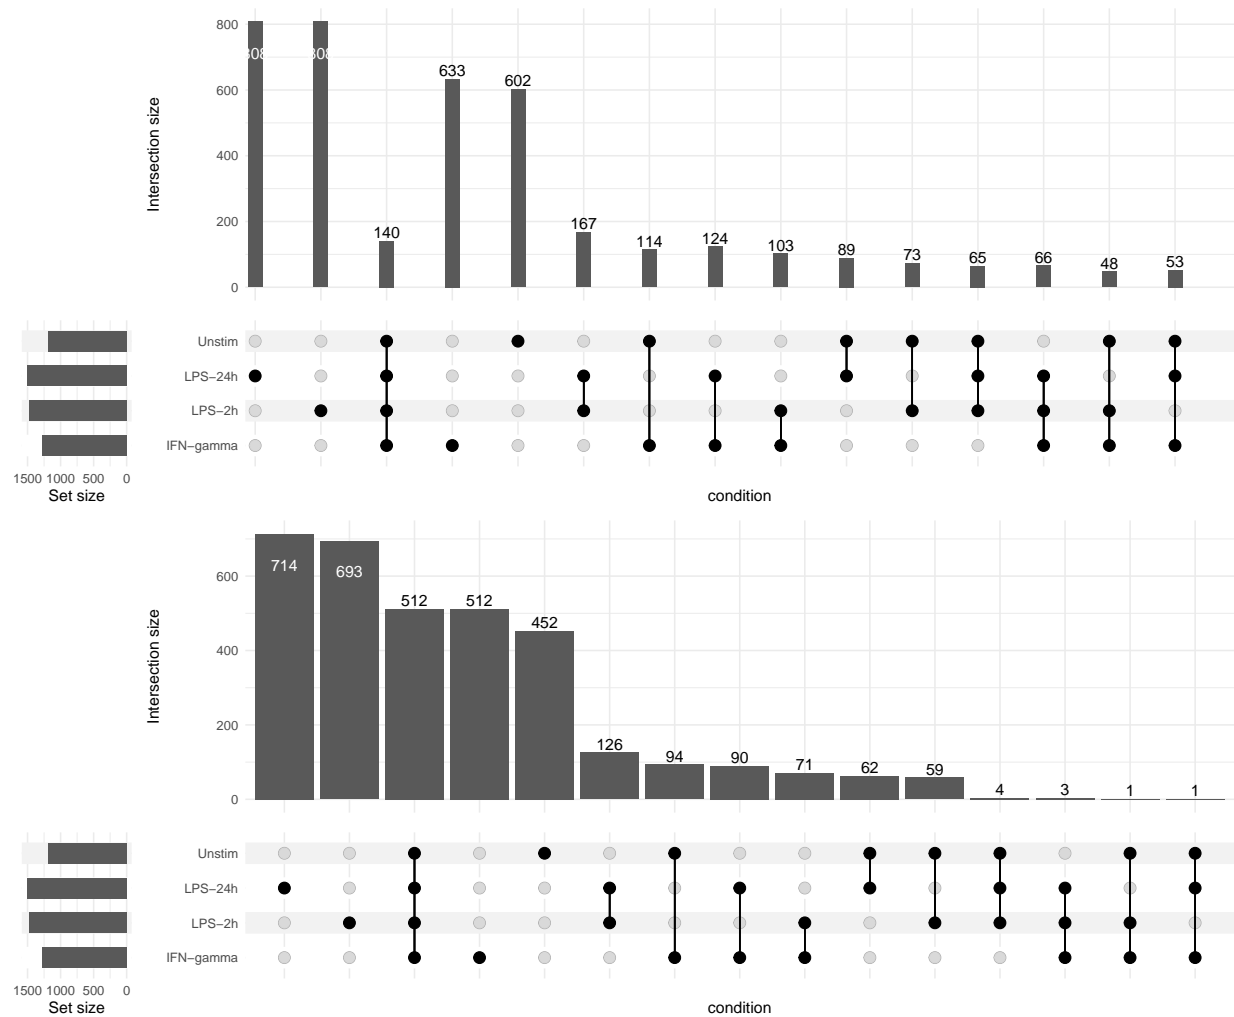 800
600
400
200
0
Intersection size
808
808
140
633
602
167
114
124
103
89
73
65
66
48
53
Unstim
LPS−24h
LPS−2h
IFN−gamma
1500 1000 500 0
Set size
condition
600
400
200
0
Intersection size
714
693
512
512
452
126
94
90
71
62
59
4
3
1
1
Unstim
LPS−24h
LPS−2h
IFN−gamma
1500 1000 500 0
Set size
condition